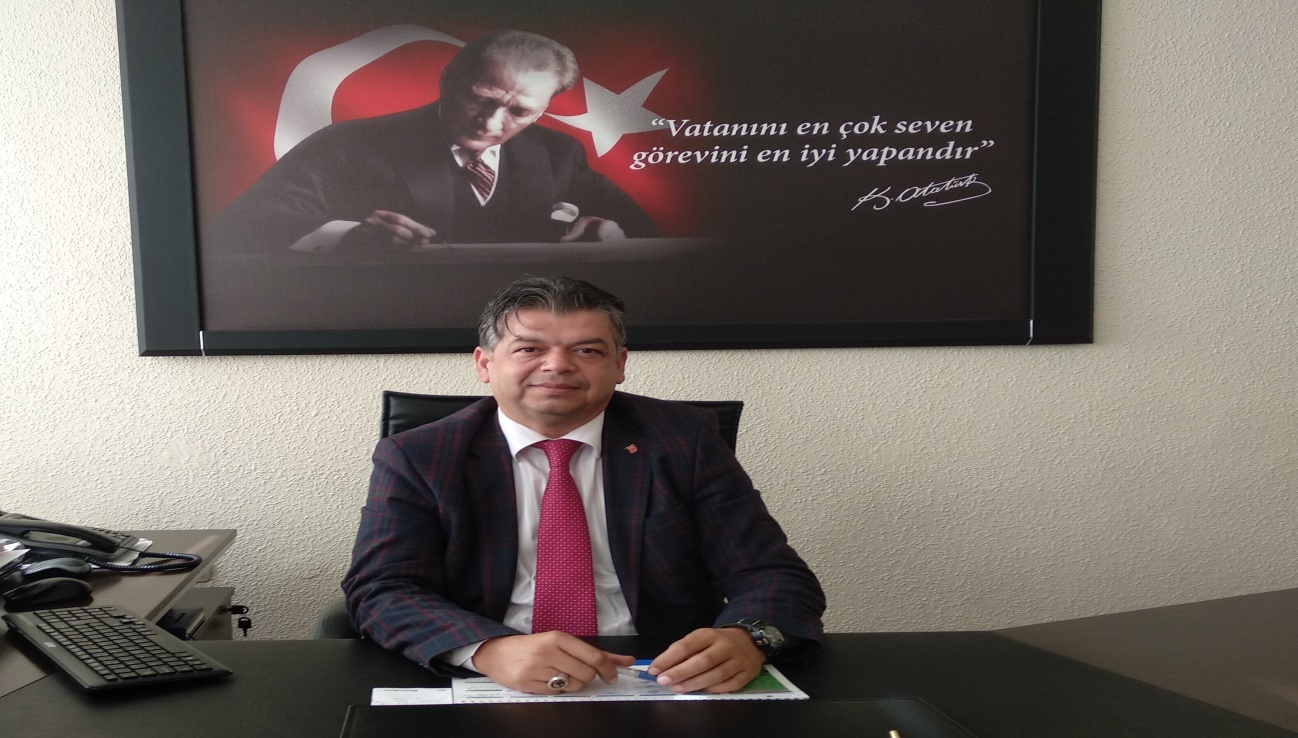 “Vatanını en çok seven
görevini en iyi yapandır”
K. Atatürk